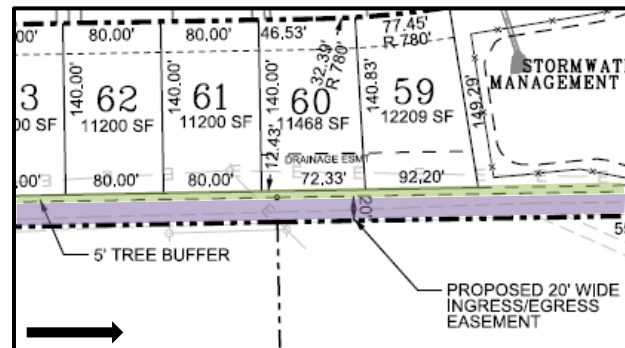 .00'
80.00'
80.00'
46.53'
32.39'
R 780'
77.45'
R 780'
3
00 SF
140.00'
62
11200 SF
140.00'
61
11200 SF
140.00'
60
11468 SF
140.83'
59
12209 SF
149.29'
STORMWAT
MANAGEMENT
12.43'
DRAINAGE ESMT
.00'
80.00'
80.00'
72.33'
92.20'
20'
5' TREE BUFFER
PROPOSED 20' WIDE
INGRESS/EGRESS
EASEMENT